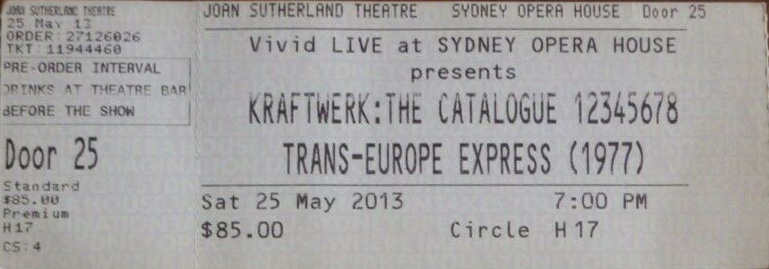 JOAN SUTHERLAND THEATRE
25 May 13
ORDER: 27126026
TKT: 11944460
PRE-ORDER INTERVAL
DRINKS AT THEATRE BAR
BEFORE THE SHOW
Door 25
Standard
$85.00
Premium
H17
CS: 4
JOAN SUTHERLAND THEATRE SYDNEY OPERA HOUSE Door 25
Vivid LIVE at SYDNEY OPERA HOUSE
presents
KRAFTWERK:THE CATALOGUE 12345678
TRANS-EUROPE EXPRESS (1977)
Sat 25 May 2013 7:00 PM
$85.00 Circle H17